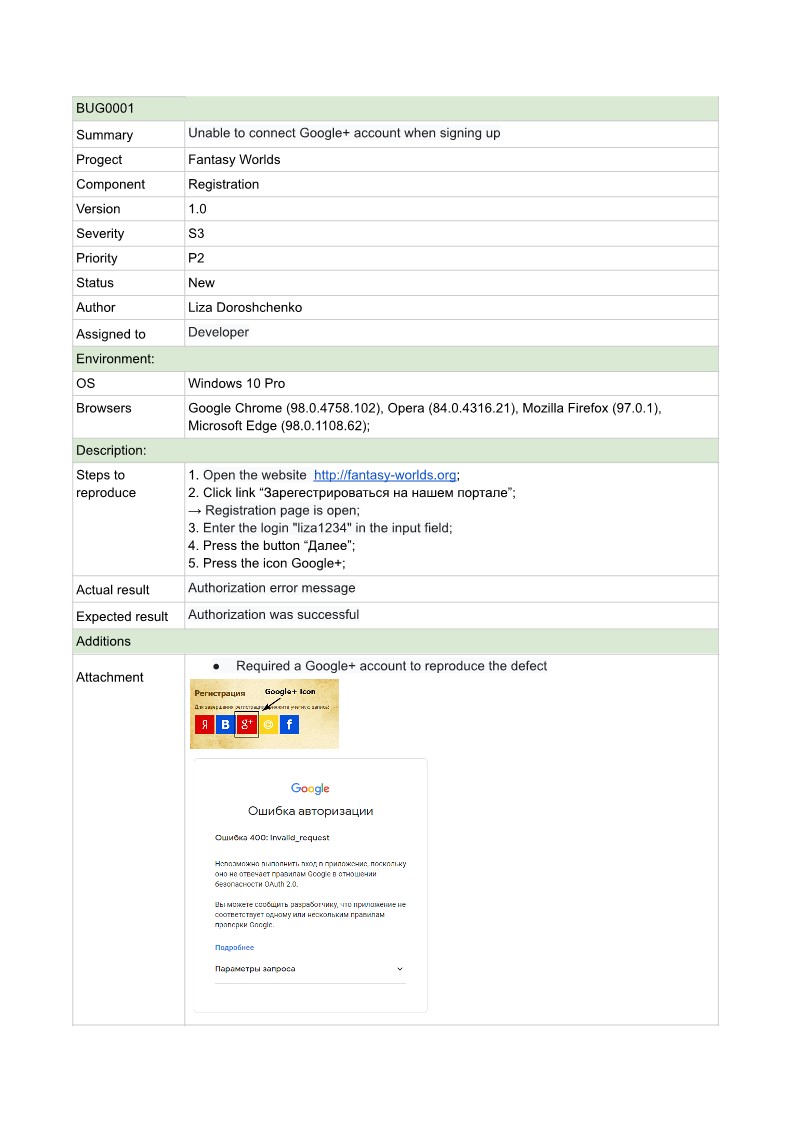 BUG0001
Summary Unable to connect Google+ account when signing up
Progect Fantasy Worlds
Component Registration
Version 1.0
Severity S3
Priority P2
Status New
Author Liza Doroshchenko
Assigned to Developer
Environment:
OS Windows 10 Pro
Browsers Google Chrome (98.0.4758.102), Opera (84.0.4316.21), Mozilla Firefox (97.0.1),
Microsoft Edge (98.0.1108.62);
Description:
Steps to reproduce 1. Open the website http://fantasy-worlds.org;
2. Click link “Зарегестрироваться на нашем портале”;
→ Registration page is open;
3. Enter the login "liza1234" in the input field;
4. Press the button “Далее”;
5. Press the icon Google+;
Actual result Authorization error message
Expected result Authorization was successful
Additions
Attachment
● Required a Google+ account to reproduce the defect
Регистрация Google+ Icon
Для завершения регистрации
Я B g+ @ f
Google
Ошибка авторизации
Ошибка 400: invalid_request
Невозможно выполнить вход в приложение, поскольку
оно не отвечает правилам Google в отношении
безопасности OAuth 2.0.
Вы можете сообщить разработчику, что приложение не
соответствует одному или нескольким правилам
проверки Google.
Подробнее
Параметры запроса